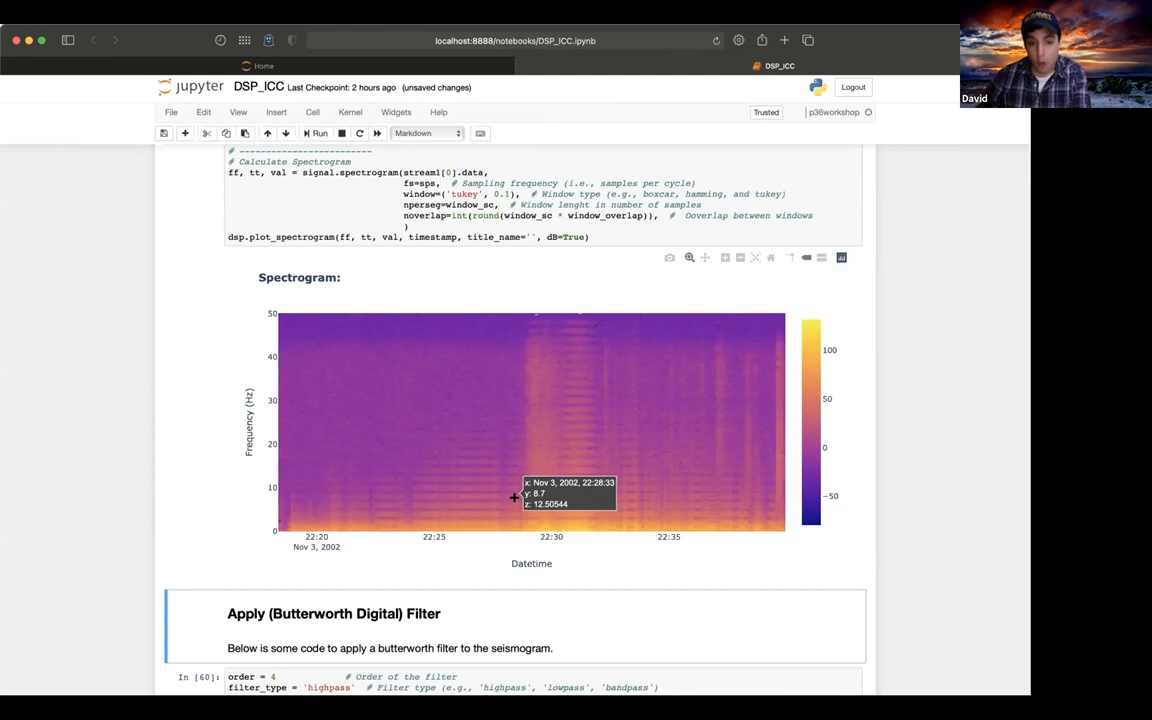 localhost:8888/notebooks/DSP_ICC.ipynb
Home
DSP_ICC
David
jupyter DSP_ICC Last Checkpoint: 2 hours ago (unsaved changes)
Logout
File Edit View Insert Cell Kernel Widgets Help
Trusted
p36workshop
Run
Markdown
# -------------------------
# Calculate Spectrogram
ff, tt, val = signal.spectrogram(stream1[0].data,
fs=sps, # Sampling frequency (i.e., samples per cycle)
window=('tukey', 0.1), # Window type (e.g., boxcar, hamming, and tukey)
nperseg=window_sc, # Window lenght in number of samples
noverlap=int(round(window_sc * window_overlap)), # Ooverlap between windows
)
dsp.plot_spectrogram(ff, tt, val, timestamp, title_name='', dB=True)
Spectrogram:
50
40
30
20
10
0
Frequency (Hz)
100
50
0
−50
x: Nov 3, 2002, 22:28:33
y: 8.7
z: 12.50544
22:20 22:25 22:30 22:35
Nov 3, 2002
Datetime
Apply (Butterworth Digital) Filter
Below is some code to apply a butterworth filter to the seismogram.
In [60]: order = 4 # Order of the filter
filter_type = 'highpass' # Filter type (e.g., 'highpass', 'lowpass', 'bandpass')